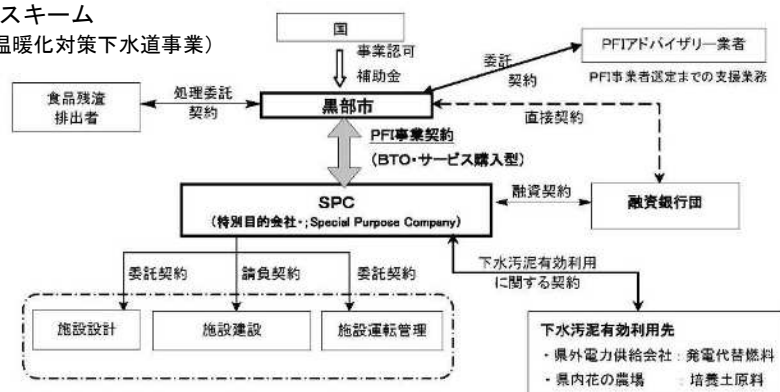 スキーム
温暖化対策下水道事業）
国
事業認可
補助金
委託
契約
PFIアドバイザリー業者
PFI事業者選定までの支援業務
食品残渣
排出者
処理委託
契約
黒部市
直接契約
PFI事業契約
（BTO・サービス購入型）
SPC
（特別目的会社・;Special Purpose Company）
融資契約
融資銀行団
委託契約
請負契約
委託契約
下水汚泥有効利用
に関する契約
施設設計
施設建設
施設運転管理
下水汚泥有効利用先
・県外電力供給会社：発電代替燃料
・県内花の農場　　：培養土原料